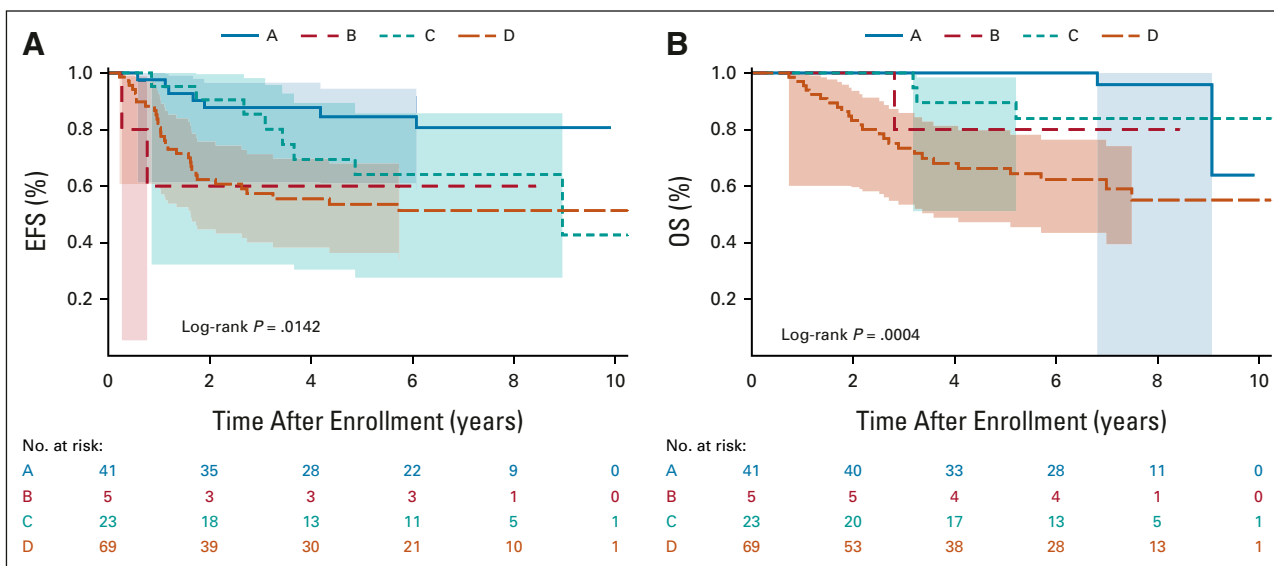 A
A B C D
EFS (%)
1.0
0.8
0.6
0.4
0.2
Log-rank P = .0142
0 2 4 6 8 10
Time After Enrollment (years)
No. at risk:
A 41 35 28 22 9 0
B 5 3 3 3 1 0
C 23 18 13 11 5 1
D 69 39 30 21 10 1
B
A B C D
OS (%)
1.0
0.8
0.6
0.4
0.2
Log-rank P = .0004
0 2 4 6 8 10
Time After Enrollment (years)
No. at risk:
A 41 40 33 28 11 0
B 5 5 4 4 1 0
C 23 20 17 13 5 1
D 69 53 38 28 13 1